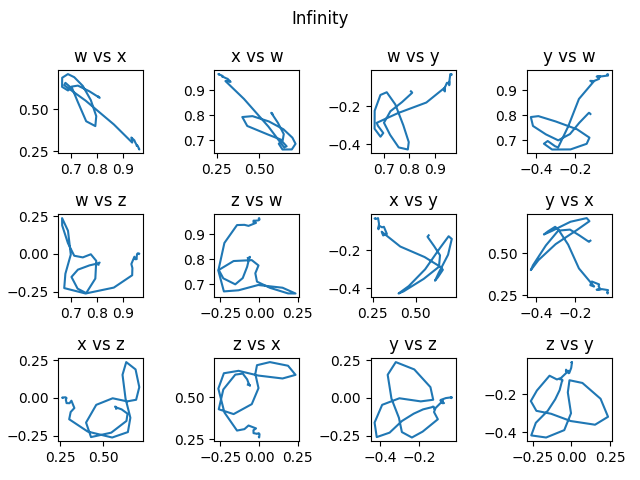 Infinity
w vs x
x vs w
w vs y
y vs w
0.50
0.25
0.7 0.8 0.9
0.9
0.8
0.7
0.25 0.50
−0.2
−0.4
0.7 0.8 0.9
0.9
0.8
0.7
−0.4 −0.2
w vs z
z vs w
x vs y
y vs x
0.25
0.00
−0.25
0.7 0.8 0.9
0.9
0.8
0.7
−0.25 0.00 0.25
−0.2
−0.4
0.25 0.50
0.50
0.25
−0.4 −0.2
x vs z
z vs x
y vs z
z vs y
0.25
0.00
−0.25
0.25 0.50
0.50
0.25
−0.25 0.00 0.25
0.25
0.00
−0.25
−0.4 −0.2
−0.2
−0.4
−0.25 0.00 0.25